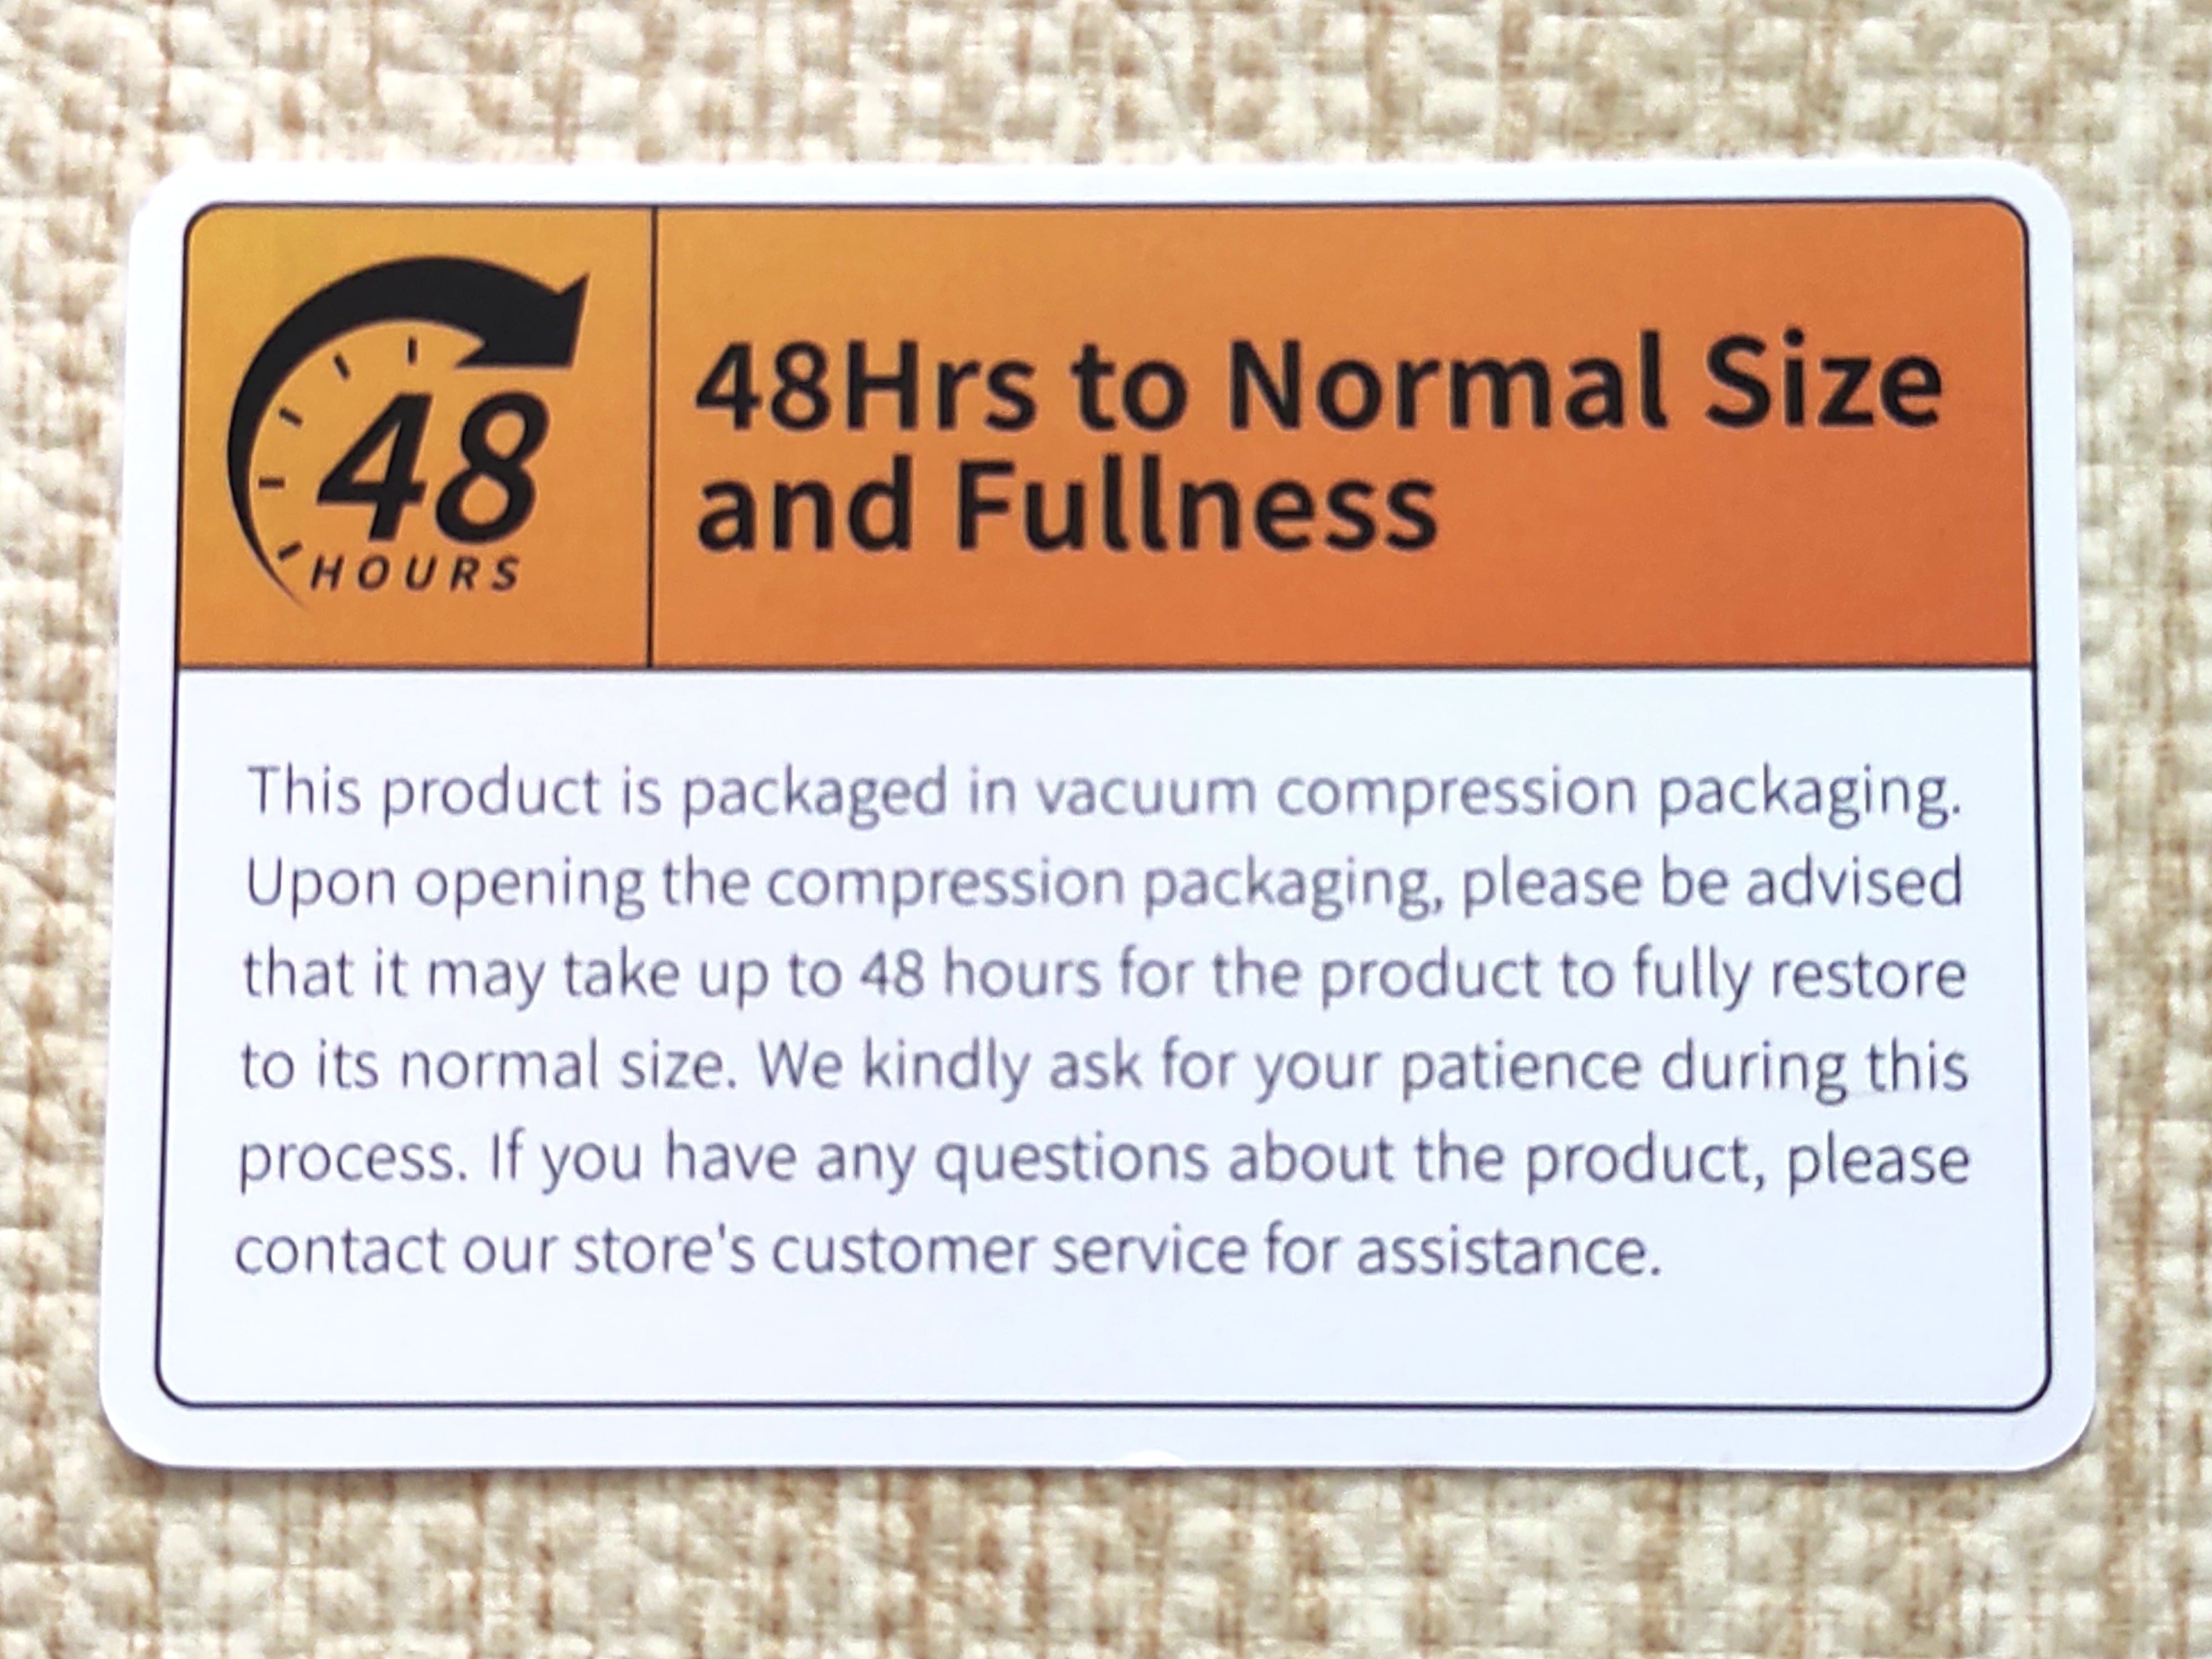 48
HOURS
48Hrs to Normal Size
and Fullness
This product is packaged in vacuum compression packaging.
Upon opening the compression packaging, please be advised
that it may take up to 48 hours for the product to fully restore
to its normal size. We kindly ask for your patience during this
process. If you have any questions about the product, please
contact our store's customer service for assistance.